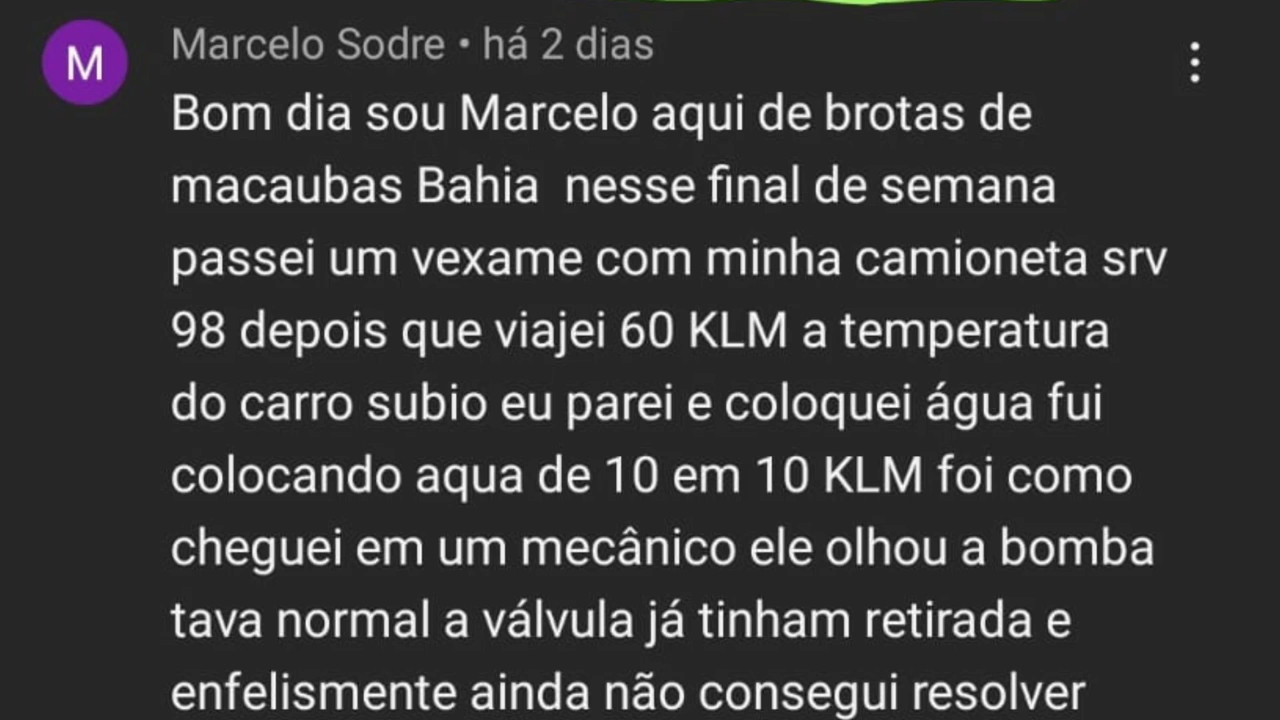 M
Marcelo Sodre • há 2 dias
Bom dia sou Marcelo aqui de brotas de
macaubas Bahia  nesse final de semana
passei um vexame com minha camioneta srv
98 depois que viajei 60 KLM a temperatura
do carro subio eu parei e coloquei água fui
colocando aqua de 10 em 10 KLM foi como
cheguei em um mecânico ele olhou a bomba
tava normal a válvula já tinham retirada e
enfelismente ainda não consegui resolver